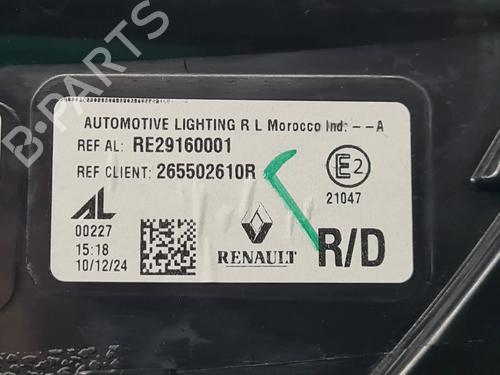 AUTOMOTIVE LIGHTING R L Morocco Ind: --A
REF AL: RE29160001
REF CLIENT: 265502610R
E2
21047
AL
00227
15:18
10/12/24
RENAULT
R/D
B-PARTS